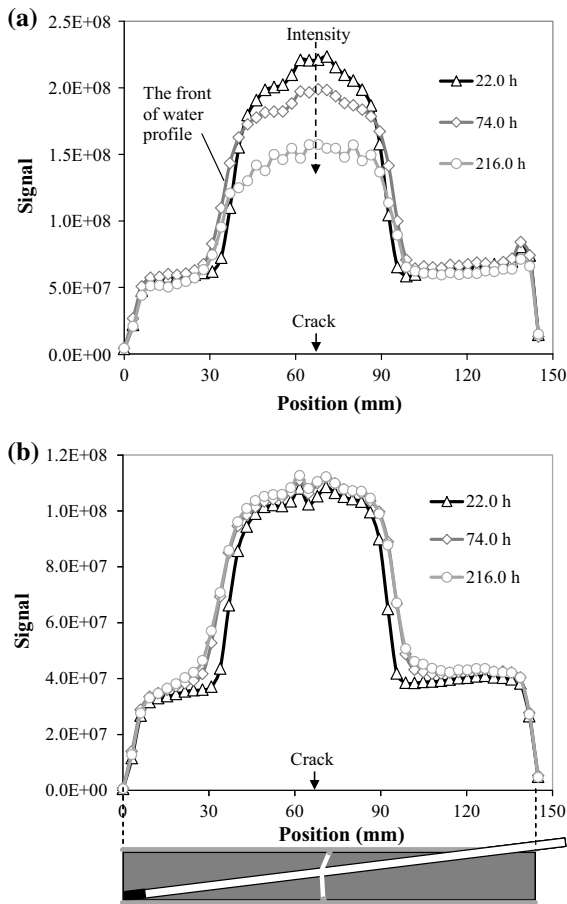 (a)
2.5E+08
2.0E+08
1.5E+08
1.0E+08
5.0E+07
0.0E+00
Signal
Intensity
The front
of water
profile
22.0 h
74.0 h
216.0 h
Crack
0 30 60 90 120 150
Position (mm)
(b)
1.2E+08
1.0E+08
8.0E+07
6.0E+07
4.0E+07
2.0E+07
0.0E+00
Signal
22.0 h
74.0 h
216.0 h
Crack
0 30 60 90 120 150
Position (mm)